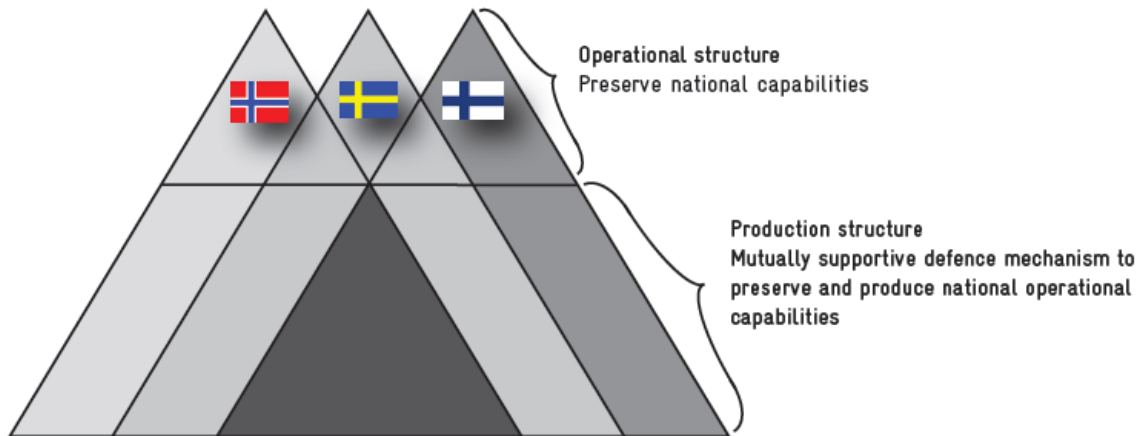 Operational structure
Preserve national capabilities
Production structure
Mutually supportive defence mechanism to
preserve and produce national operational
capabilities